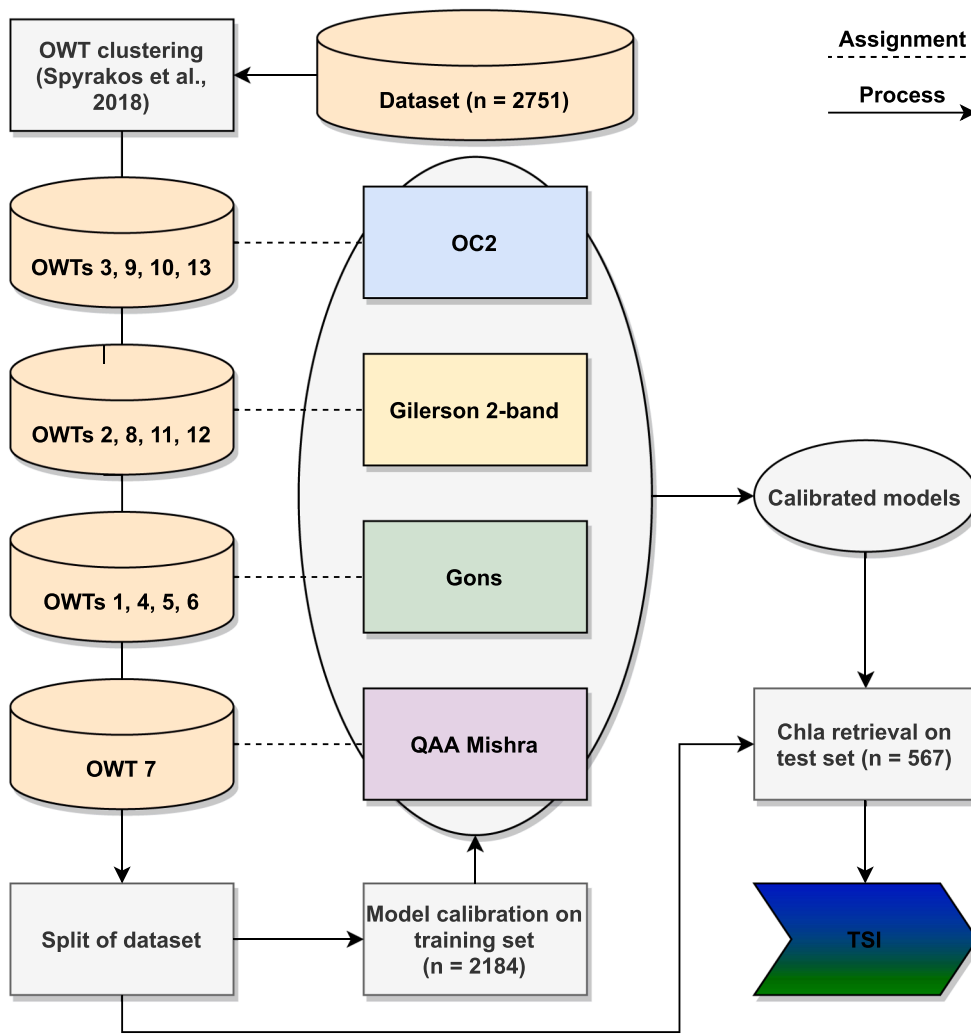 OWT clustering
(Spyrakos et al.,
2018)
Dataset (n = 2751)
Assignment
Process
OWTs 3, 9, 10, 13
OC2
OWTs 2, 8, 11, 12
Gilerson 2-band
OWTs 1, 4, 5, 6
Gons
Calibrated models
OWT 7
QAA Mishra
Chla retrieval on
test set (n = 567)
Split of dataset
Model calibration on
training set
(n = 2184)
TSI